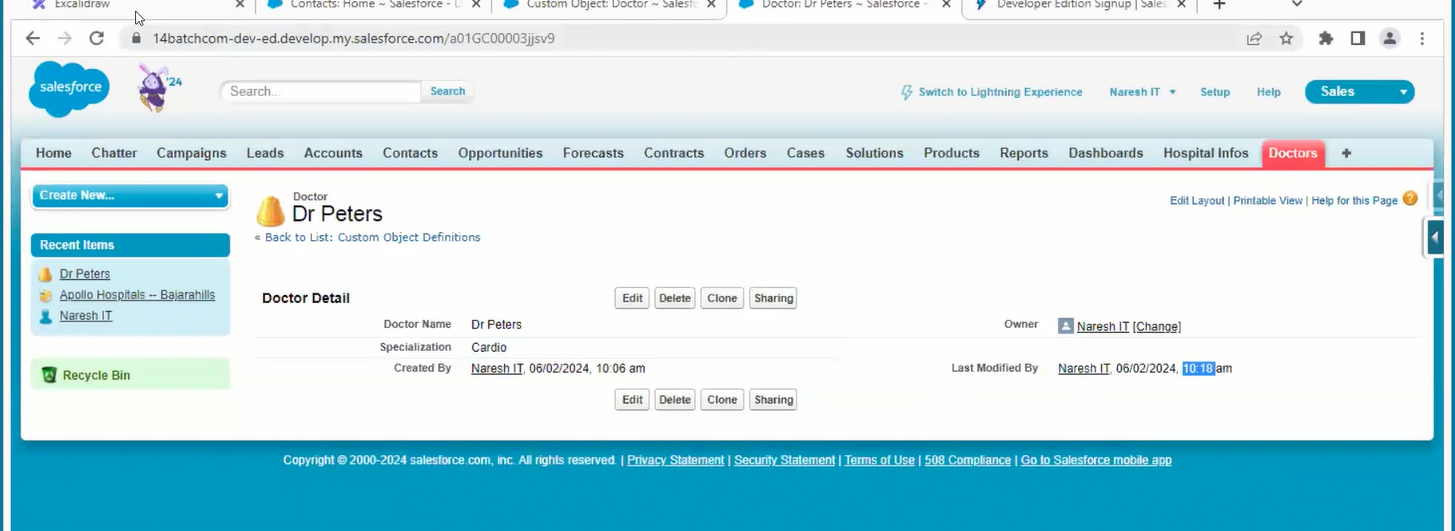 Excalidraw
Contacts: Home ~ Salesforce - D
Custom Object: Doctor ~ Salesf
Doctor: Dr Peters ~ Salesforce -
Developer Edition Signup | Sales
14batchcom-dev-ed.develop.my.salesforce.com/a01GC00003jjsv9
salesforce
'24
Search...
Search
Switch to Lightning Experience
Naresh IT
Setup
Help
Sales
Home Chatter Campaigns Leads Accounts Contacts Opportunities Forecasts Contracts Orders Cases Solutions Products Reports Dashboards Hospital Infos Doctors +
Create New...
Recent Items
Dr Peters
Apollo Hospitals -- Bajarahills
Naresh IT
Recycle Bin
Doctor
Dr Peters
« Back to List: Custom Object Definitions
Edit Layout | Printable View | Help for this Page ?
Doctor Detail
Edit Delete Clone Sharing
Doctor Name Dr Peters
Owner Naresh IT [Change]
Specialization Cardio
Created By Naresh IT, 06/02/2024, 10:06 am
Last Modified By Naresh IT, 06/02/2024, 10:18 am
Edit Delete Clone Sharing
Copyright © 2000-2024 salesforce.com, inc. All rights reserved. | Privacy Statement | Security Statement | Terms of Use | 508 Compliance | Go to Salesforce mobile app